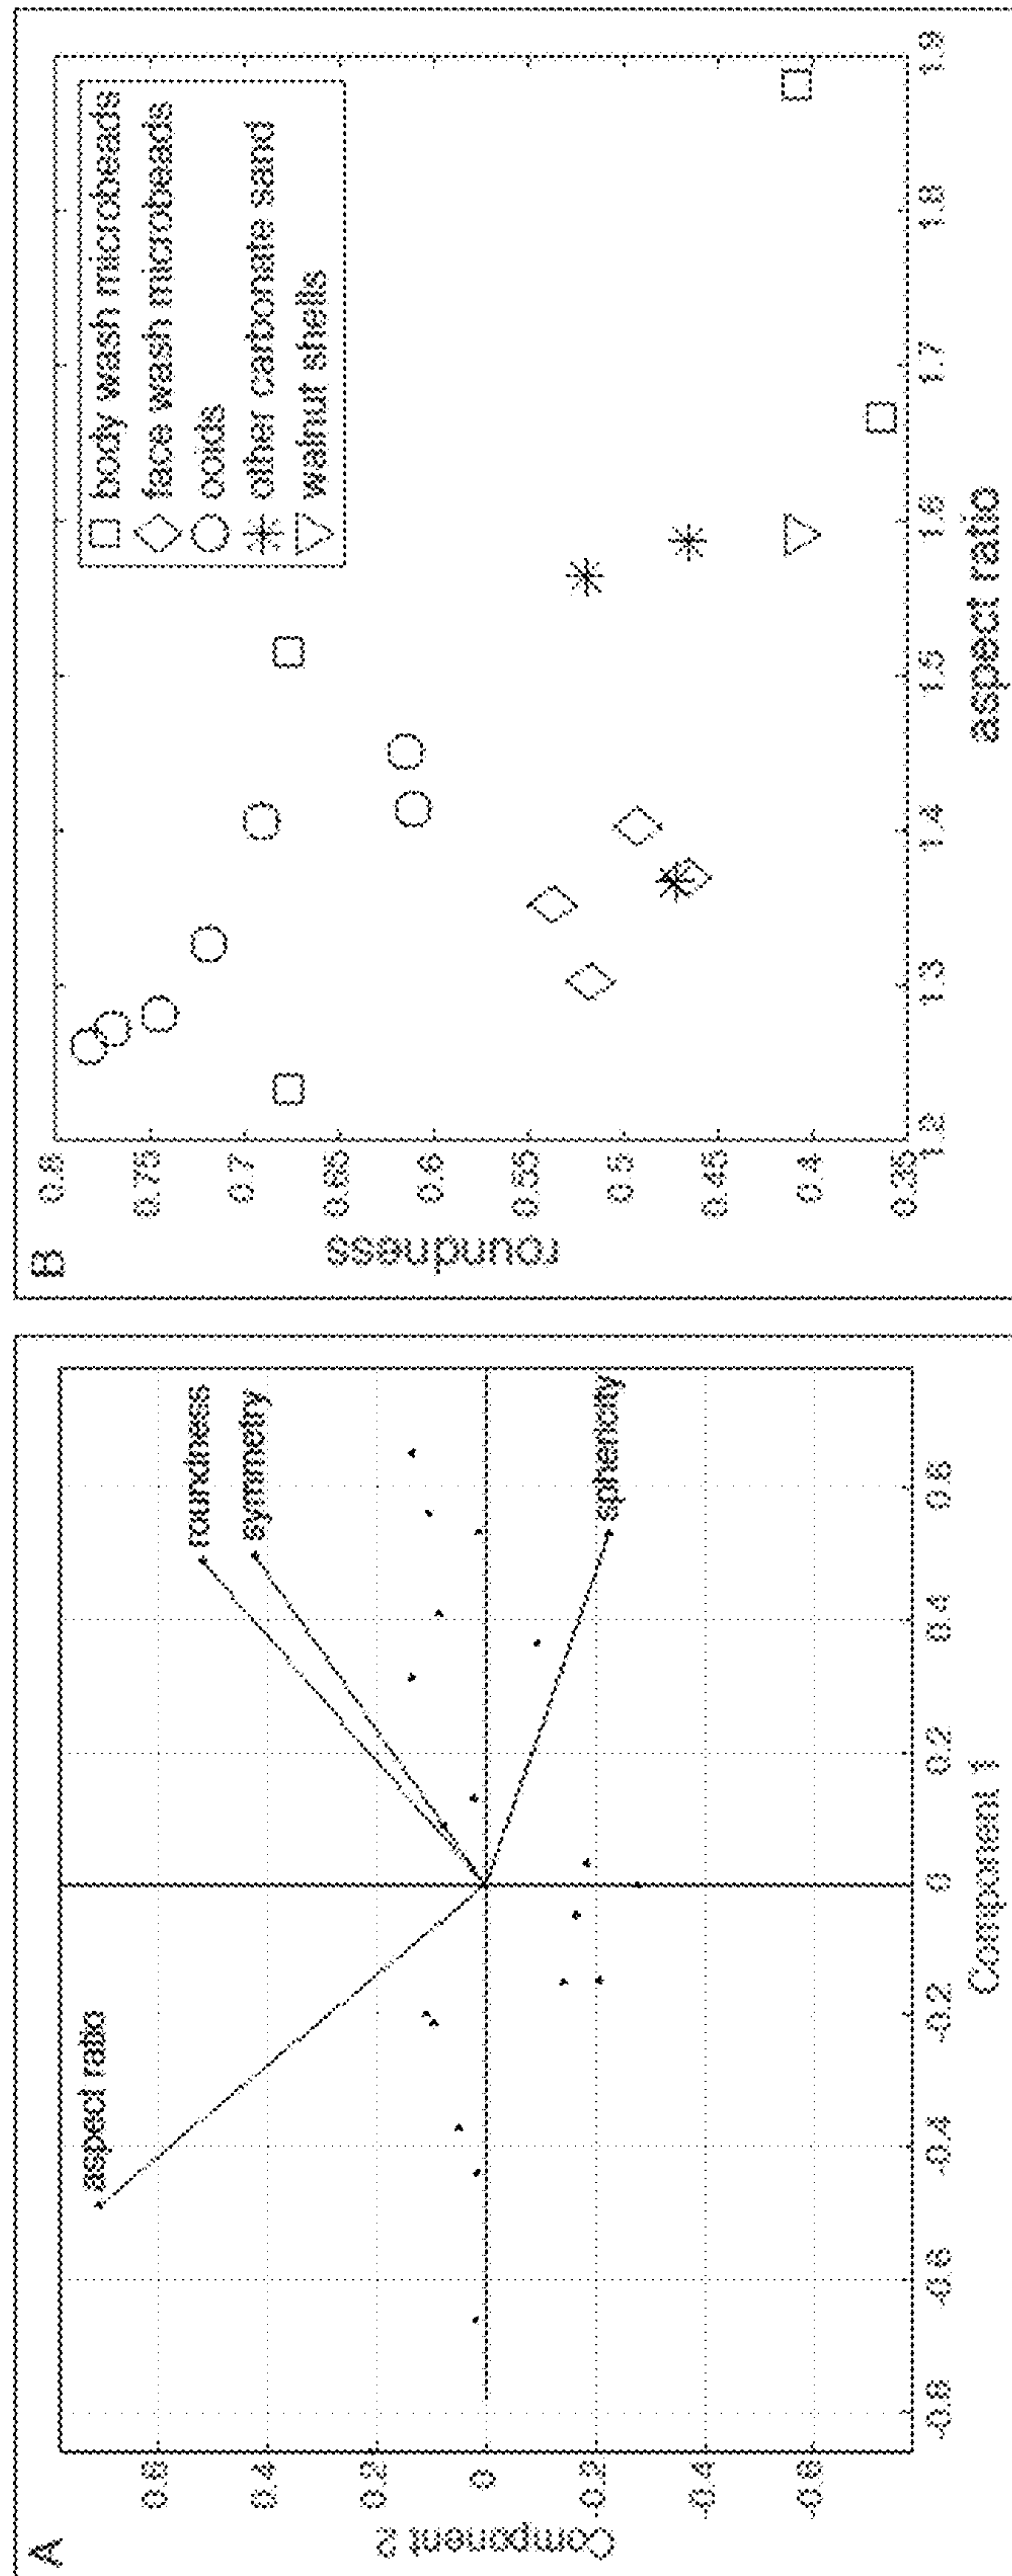 A
Component 2
0.6
0.4
0.2
0
-0.2
-0.4
-0.6
aspect ratio
roundness
symmetry
sphericity
-0.8
-0.6
-0.4
-0.2
0
0.2
0.4
0.6
Component 1
B
roundness
0.8
0.75
0.7
0.65
0.6
0.55
0.5
0.45
0.4
0.35
body wash microbeads
face wash microbeads
ooids
other carbonate sand
walnut shells
1.2
1.3
1.4
1.5
1.6
1.7
1.8
1.9
aspect ratio